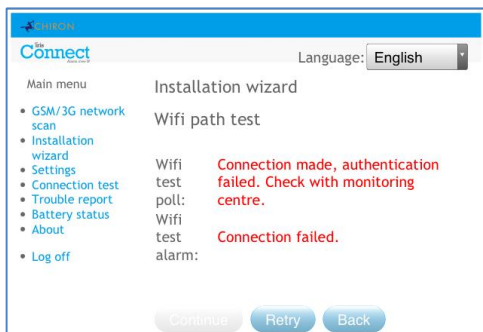 CHIRON
Iris
Connect
Language: English
Main menu
Installation wizard
GSM/3G network
scan
Wifi path test
Installation
wizard
Settings
Connection test
Trouble report
Battery status
About
Log off
Wifi
test
poll:
Connection made, authentication
failed. Check with monitoring
centre.
Wifi
test
alarm:
Connection failed.
Continue
Retry
Back